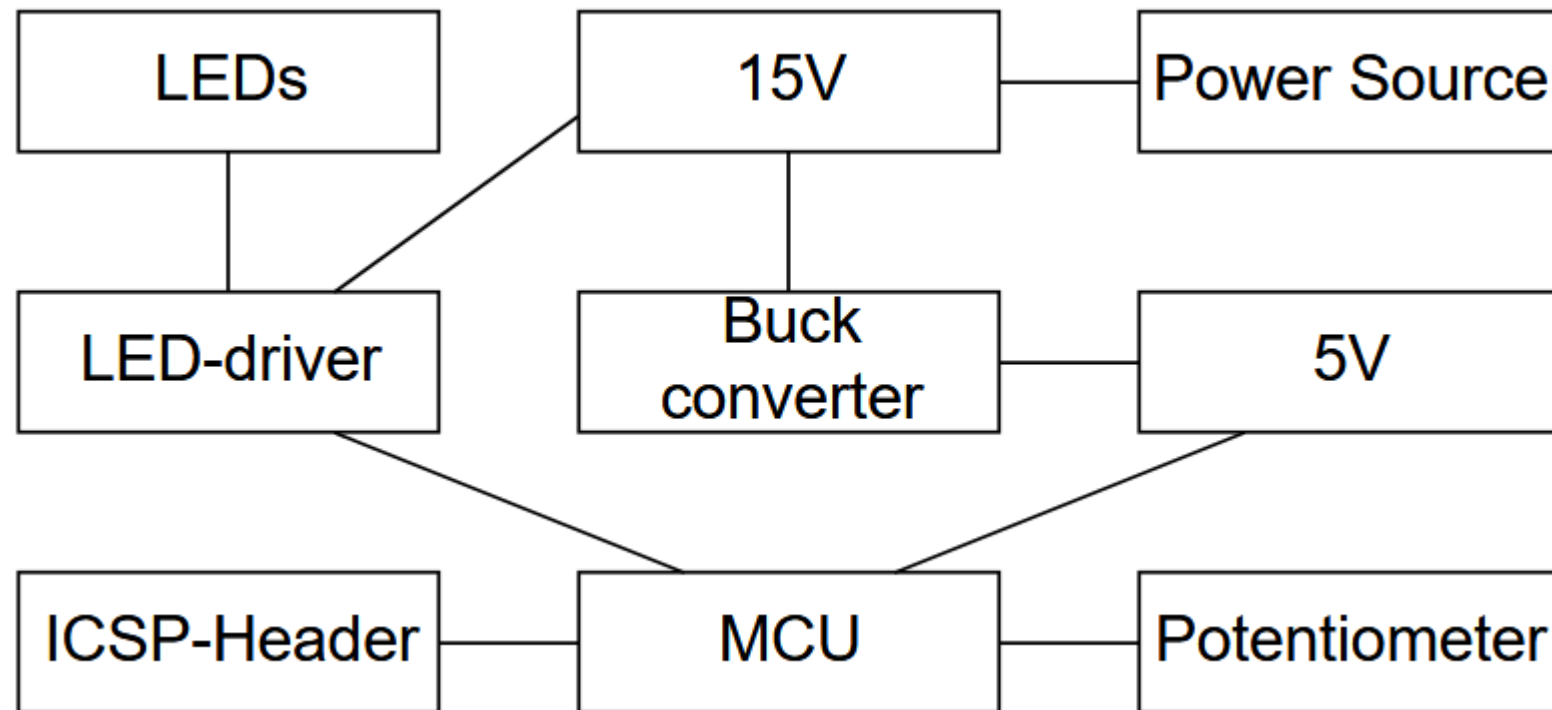 LEDs
15V
Power Source
LED-driver
Buck
converter
5V
ICSP-Header
MCU
Potentiometer